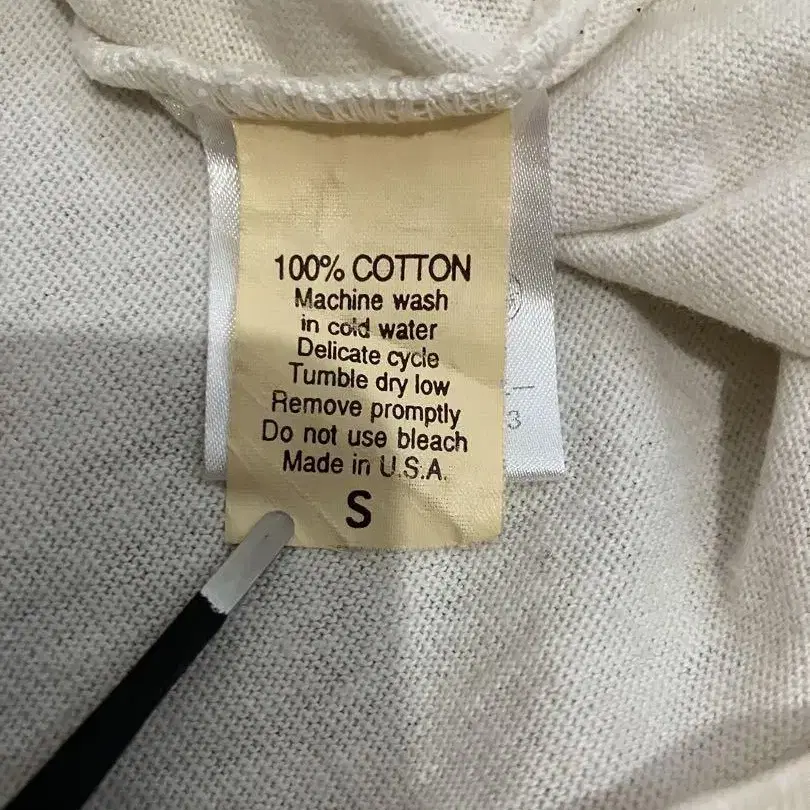 100% COTTON
Machine wash
in cold water
Delicate cycle
Tumble dry low
Remove promptly
Do not use bleach
Made in U.S.A.
S
3